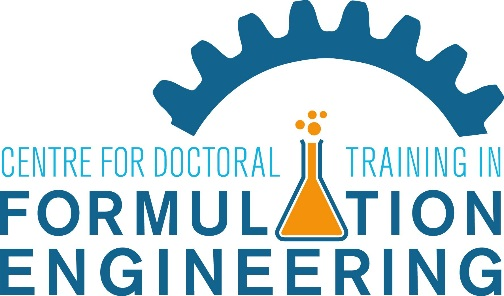 CENTRE FOR DOCTORAL TRAINING IN
FORMULATION
ENGINEERING